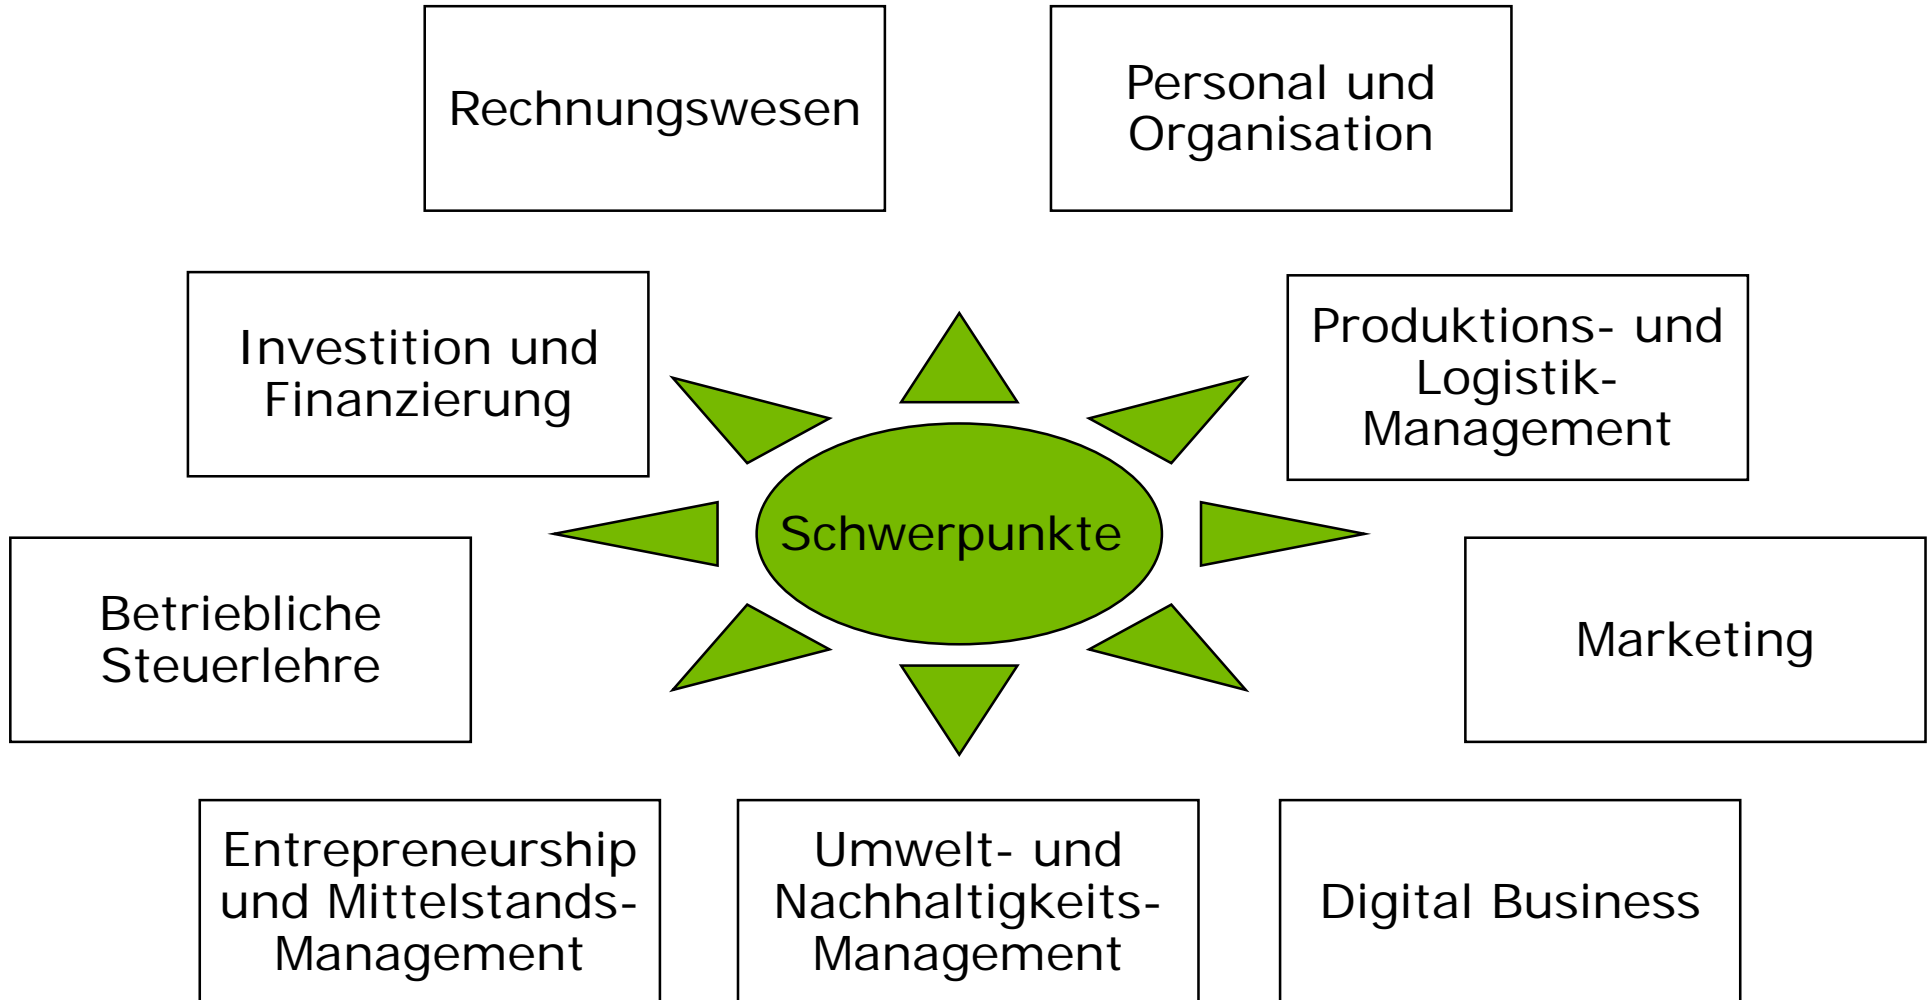 Rechnungswesen
Personal und
Organisation
Investition und
Finanzierung
Produktions- und
Logistik-
Management
Schwerpunkte
Betriebliche
Steuerlehre
Marketing
Entrepreneurship
und Mittelstands-
Management
Umwelt- und
Nachhaltigkeits-
Management
Digital Business